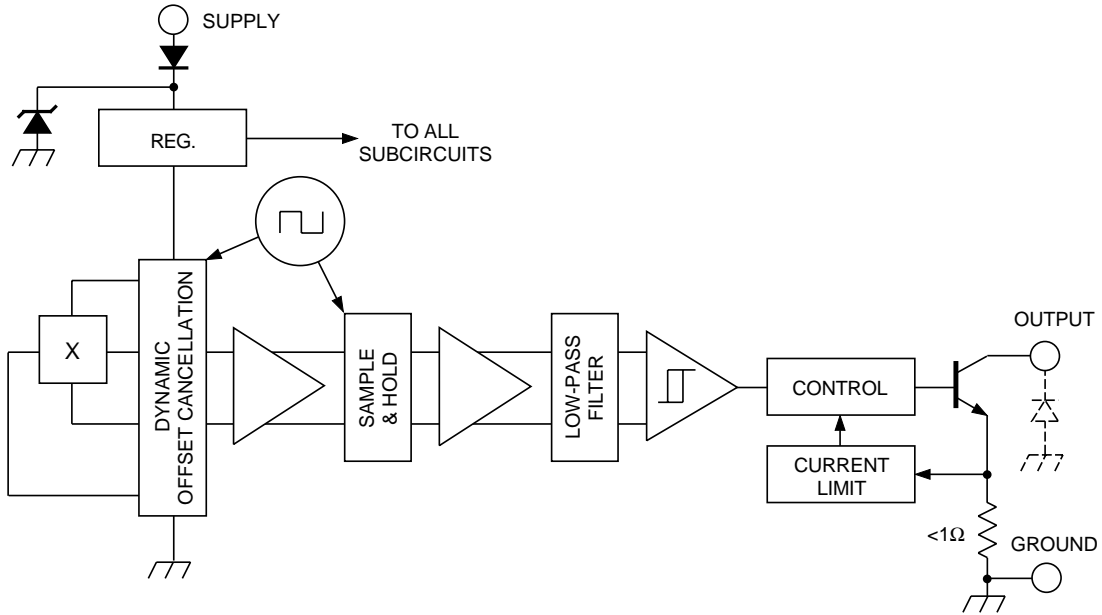 SUPPLY
REG.
TO ALL
SUBCIRCUITS
X
DYNAMIC
OFFSET CANCELLATION
SAMPLE
& HOLD
LOW-PASS
FILTER
CONTROL
CURRENT
LIMIT
OUTPUT
<1Ω
GROUND